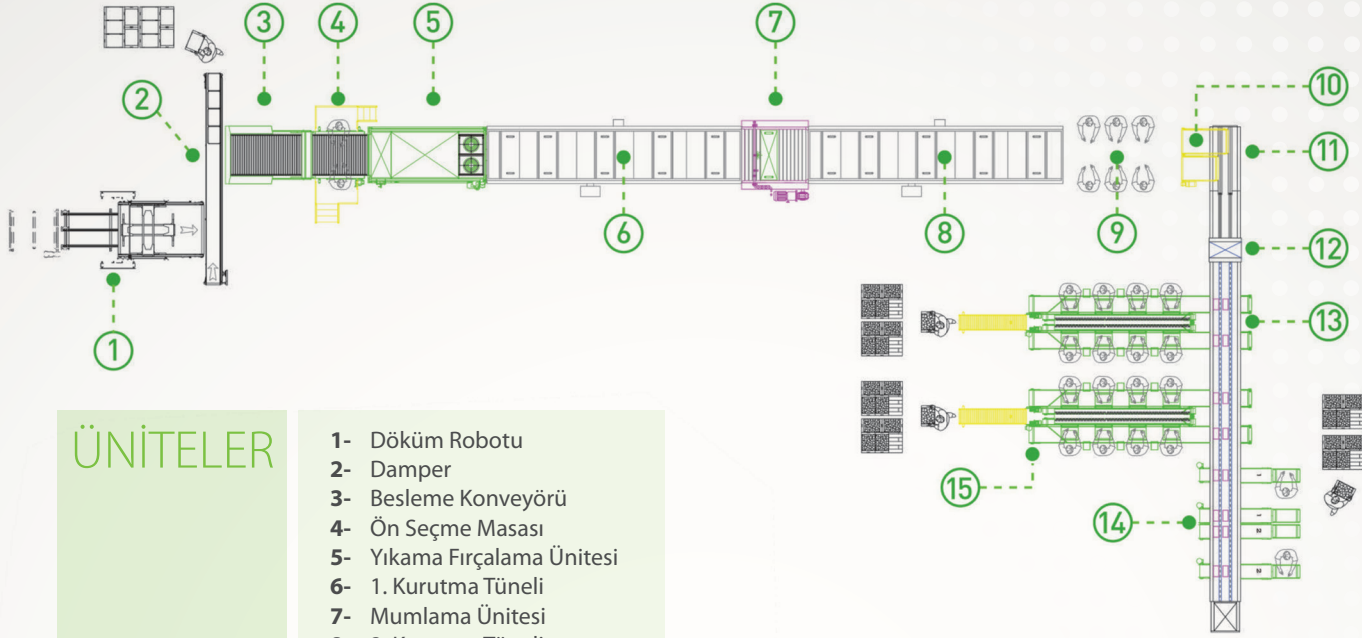 3 4 5 7
2
10
11
6 8 9 12
13
1
15
14
ÜNİTELER
1- Döküm Robotu
2- Damper
3- Besleme Konveyörü
4- Ön Seçme Masası
5- Yıkama Fırçalama Ünitesi
6- 1. Kurutma Tüneli
7- Mumlama Ünitesi